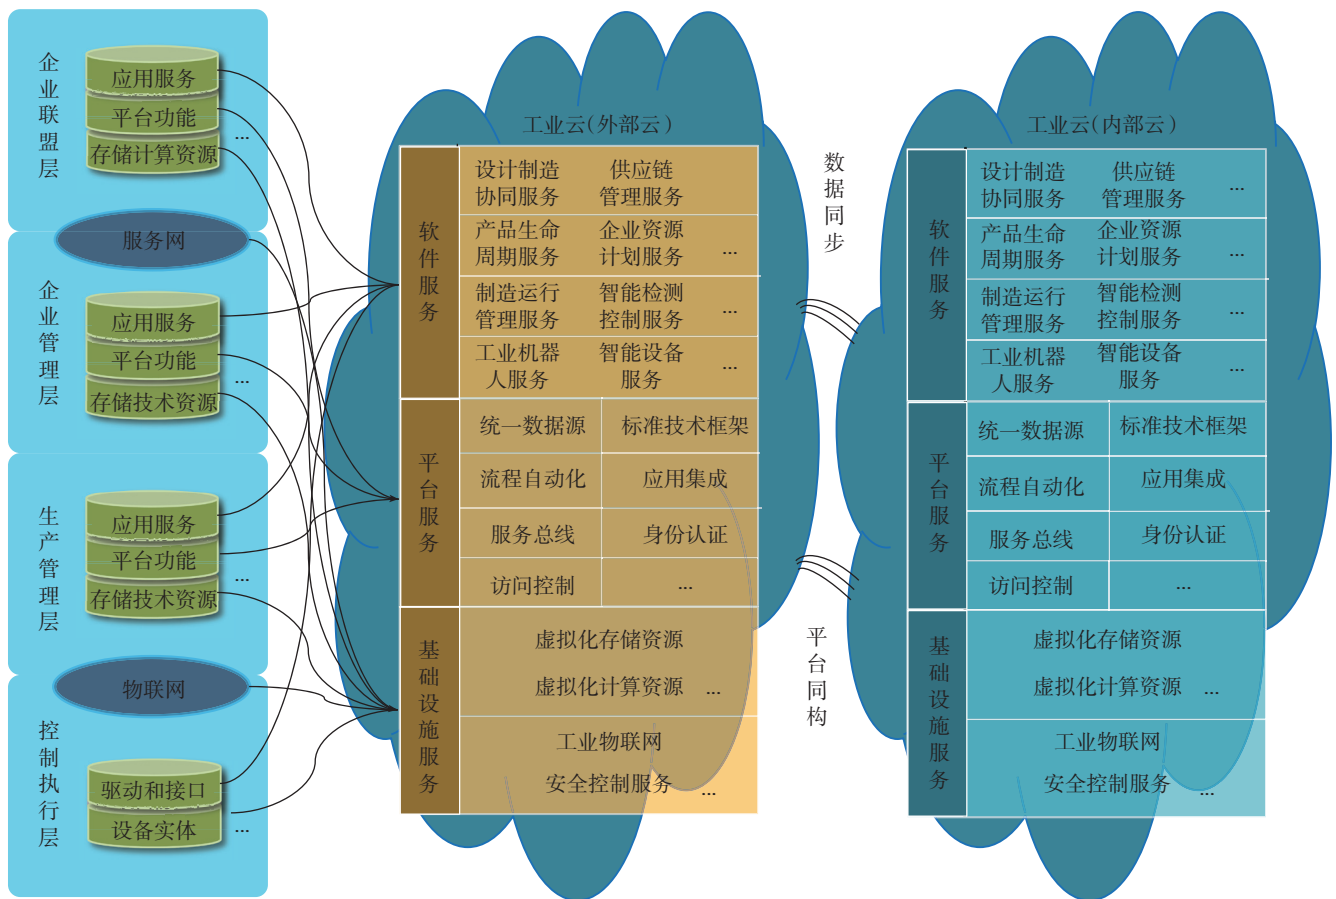 企业联盟层
应用服务
平台功能
存储计算资源
...
服务网
企业管理层
应用服务
平台功能
存储技术资源
...
生产管理层
应用服务
平台功能
存储技术资源
...
物联网
控制执行层
驱动和接口
设备实体
...
工业云(外部云)
软件服务
设计制造
协同服务
供应链
管理服务
产品生命
周期服务
企业资源
计划服务
...
制造运行
管理服务
智能检测
控制服务
...
工业机器
人服务
智能设备
服务
...
平台服务
统一数据源
标准技术框架
流程自动化
应用集成
服务总线
身份认证
访问控制
...
基础设施服务
虚拟化存储资源
虚拟化计算资源
...
工业物联网
安全控制服务
...
数据同步
平台同构
工业云(内部云)
软件服务
设计制造
协同服务
供应链
管理服务
...
产品生命
周期服务
企业资源
计划服务
...
制造运行
管理服务
智能检测
控制服务
...
工业机器
人服务
智能设备
服务
...
平台服务
统一数据源
标准技术框架
流程自动化
应用集成
服务总线
身份认证
访问控制
...
基础设施服务
虚拟化存储资源
虚拟化计算资源
...
工业物联网
安全控制服务
...